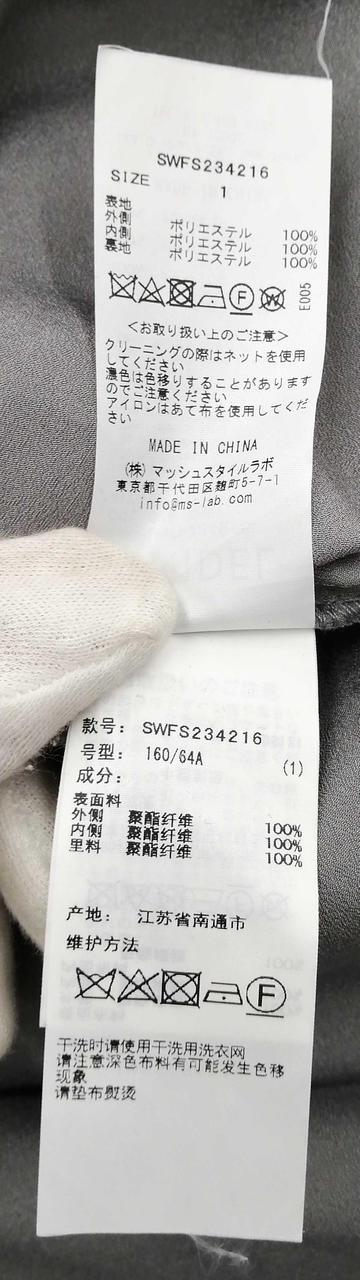 SWFS234216
SIZE 1
表地
外側 ポリエステル 100%
内側 ポリエステル 100%
裏地 ポリエステル 100%
F W E005
<お取り扱い上のご注意>
クリーニングの際はネットを使用
してください
濃色は色移りすることがあります
のでご注意ください
アイロンはあて布を使用してくだ
さい
MADE IN CHINA
(株) マッシュスタイルラボ
東京都千代田区麹町5-7-1
info@ms-lab.com
款号: SWFS234216
号型: 160/64A (1)
成分:
表面料
外侧 聚酯纤维 100%
内侧 聚酯纤维 100%
里料 聚酯纤维 100%
产地: 江苏省南通市
维护方法
F
干洗时请使用干洗用洗衣网
请注意深色布料有可能发生色移
现象
请垫布熨烫